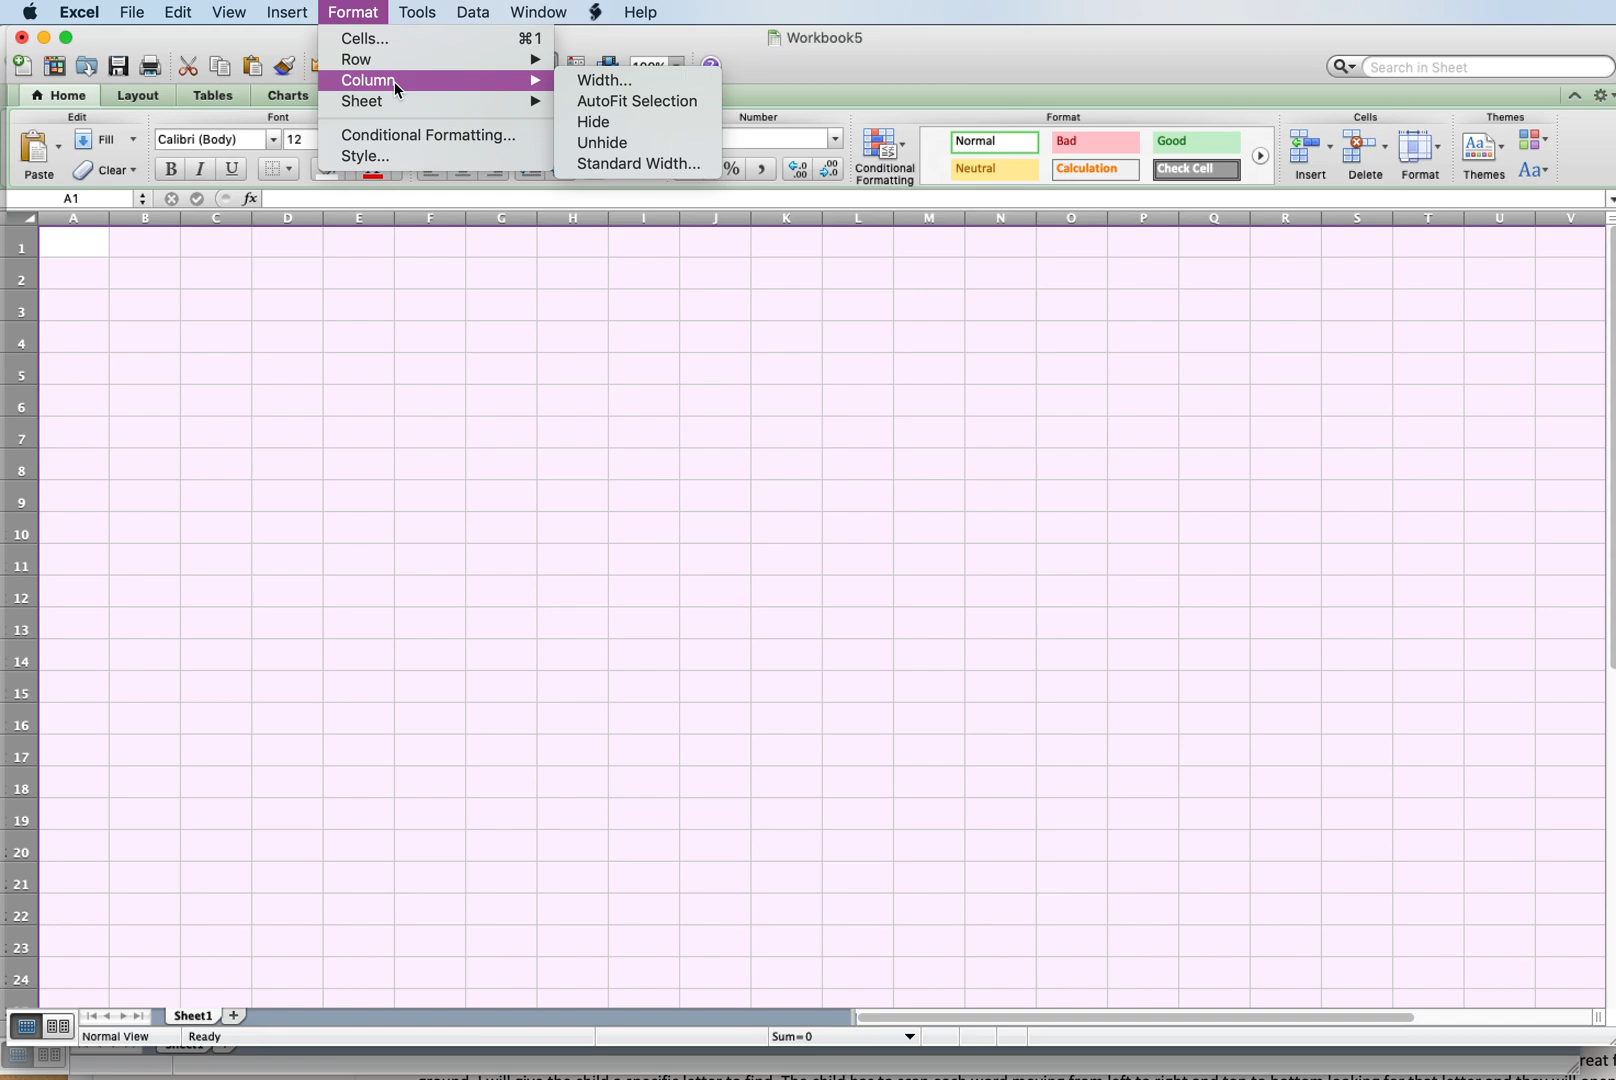 Excel File Edit View Insert Format Tools Data Window Help
Cells... ⌘1
Row
Column
Sheet
Conditional Formatting...
Style...
Width...
AutoFit Selection
Hide
Unhide
Standard Width...
Workbook5
Search in Sheet
Home Layout Tables Charts
Edit Font Number Format Cells Themes
Paste Fill Clear
Calibri (Body) 12
B I U
% ,
Conditional Formatting
Normal Bad Good
Neutral Calculation Check Cell
Insert Delete Format Themes Aa
A1 fx
A B C D E F G H I J K L M N O P Q R S T U V
1
2
3
4
5
6
7
8
9
10
11
12
13
14
15
16
17
18
19
20
21
22
23
24
Sheet1
Normal View Ready Sum=0